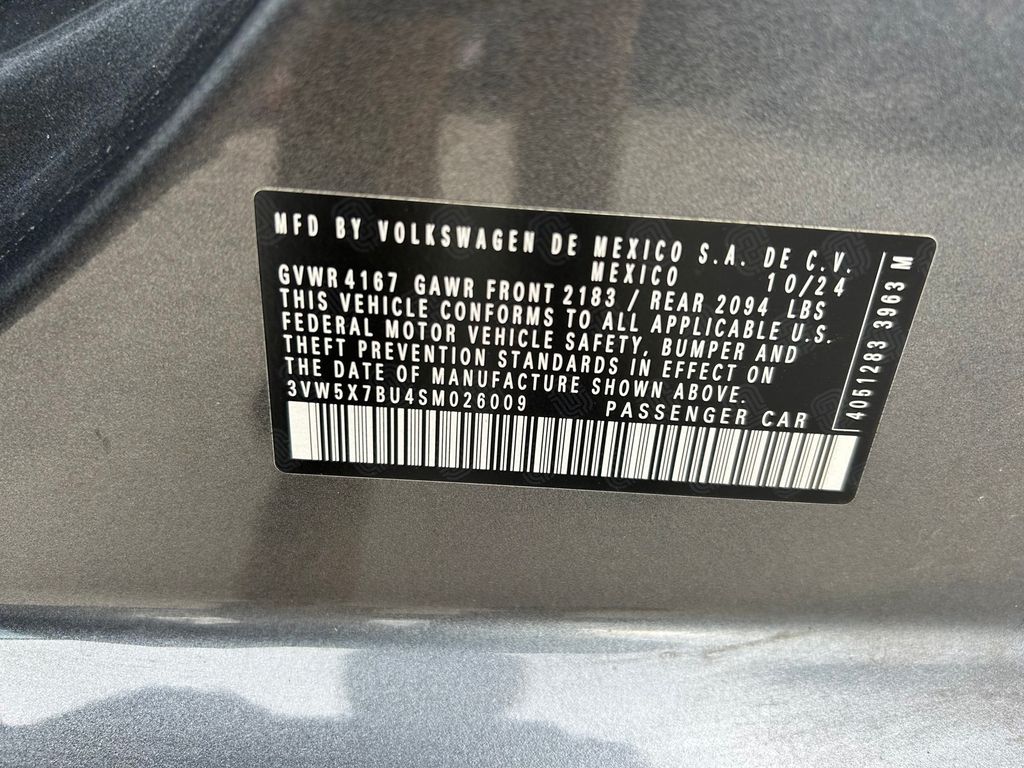 MFD BY VOLKSWAGEN DE MEXICO S.A. DE C.V.
MEXICO 10/24
GVWR 4167 GAWR FRONT 2183 / REAR 2094 LBS
THIS VEHICLE CONFORMS TO ALL APPLICABLE U.S.
FEDERAL MOTOR VEHICLE SAFETY, BUMPER AND
THEFT PREVENTION STANDARDS IN EFFECT ON
THE DATE OF MANUFACTURE SHOWN ABOVE.
3VW5X7BU4SM026009 PASSENGER CAR
4061283 3963 M